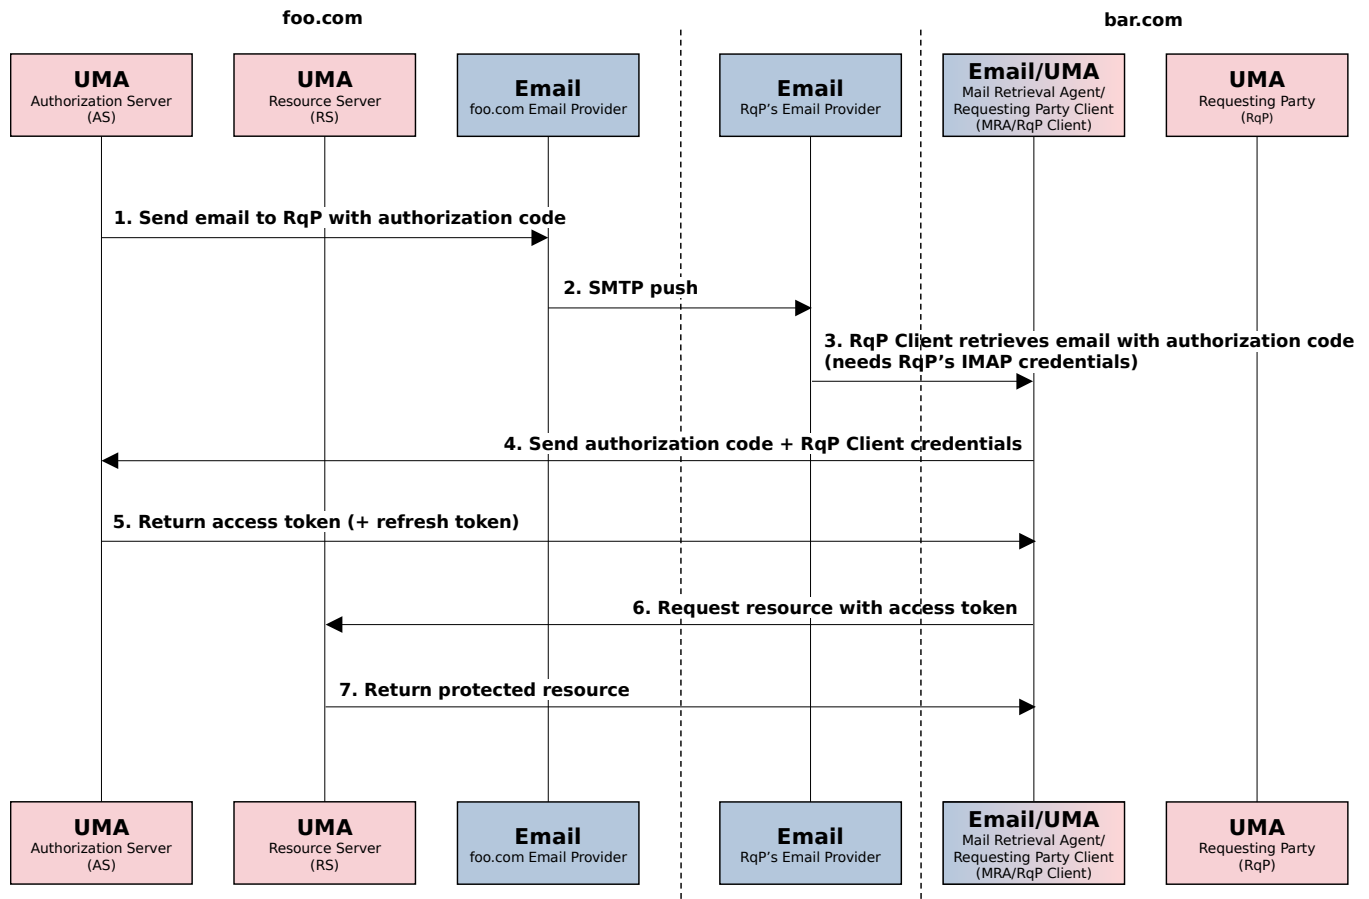 foo.com
bar.com
UMA
Authorization Server
(AS)
UMA
Resource Server
(RS)
Email
foo.com Email Provider
Email
RqP's Email Provider
Email/UMA
Mail Retrieval Agent/
Requesting Party Client
(MRA/RqP Client)
UMA
Requesting Party
(RqP)
1. Send email to RqP with authorization code
2. SMTP push
3. RqP Client retrieves email with authorization code
(needs RqP’s IMAP credentials)
4. Send authorization code + RqP Client credentials
5. Return access token (+ refresh token)
6. Request resource with access token
7. Return protected resource
UMA
Authorization Server
(AS)
UMA
Resource Server
(RS)
Email
foo.com Email Provider
Email
RqP's Email Provider
Email/UMA
Mail Retrieval Agent/
Requesting Party Client
(MRA/RqP Client)
UMA
Requesting Party
(RqP)